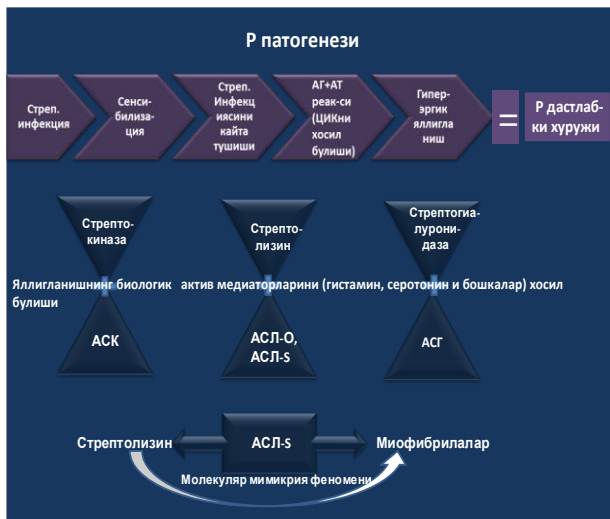 Р патогенези
Стреп.
инфекция
Сенси-
билиза-
ция
Стреп.
Инфекц
иясини
кайта
тушиши
АГ+АТ
реак-си
(ЦИКни
хосил
булиши)
Гипер-
эргик
яллигла
ниш
=
Р дастлаб-
ки хуружи
Стрепто-
киназа
Стрепто-
лизин
Стрептогиа-
лурони-
даза
Яллигланишнинг биологик актив медиаторларини (гистамин, серотонин и бошкалар) хосил
булиши
АСК
АСЛ-О,
АСЛ-S
АСГ
Стрептолизин
АСЛ-S
Миофибрилалар
Молекуляр мимикрия феномени